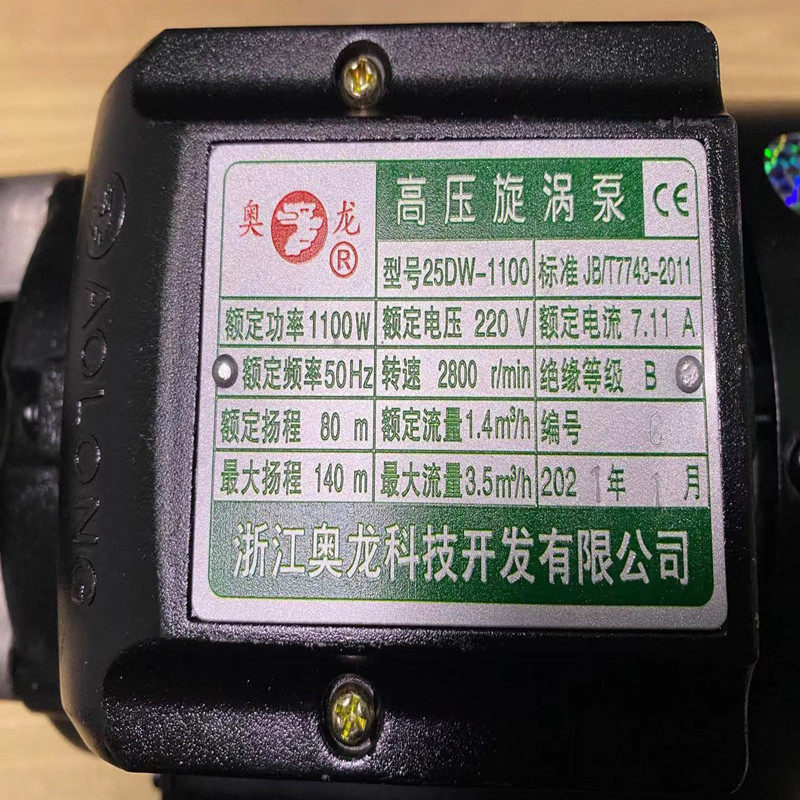 奥 龙 ® 高压旋涡泵 CE
型号25DW-1100 标准 JB/T7743-2011
额定功率1100W 额定电压 220 V 额定电流 7.11 A
额定频率50Hz 转速 2800 r/min 绝缘等级 B
额定扬程 80 m 额定流量1.4m³/h 编号
最大扬程 140 m 最大流量3.5m³/h 2021年 1月
浙江奥龙科技开发有限公司
AOLONG